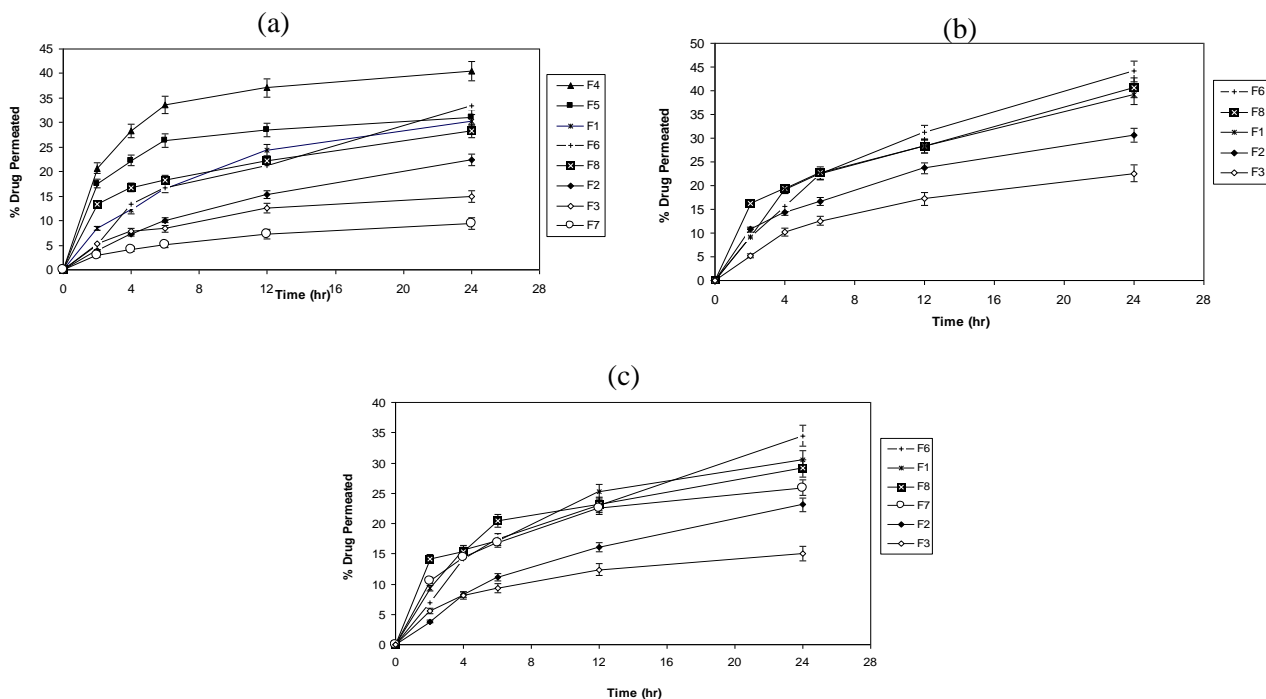 (a)
% Drug Permeated
45
40
35
30
25
20
15
10
5
0
0 4 8 12 16 20 24 28
Time (hr)
F4
F5
F1
F6
F8
F2
F3
F7
(b)
% Drug Permeated
50
45
40
35
30
25
20
15
10
5
0
0 4 8 12 16 20 24 28
Time (hr)
F6
F8
F1
F2
F3
(c)
% Drug Permeated
40
35
30
25
20
15
10
5
0
0 4 8 12 16 20 24 28
Time (hr)
F6
F1
F8
F7
F2
F3